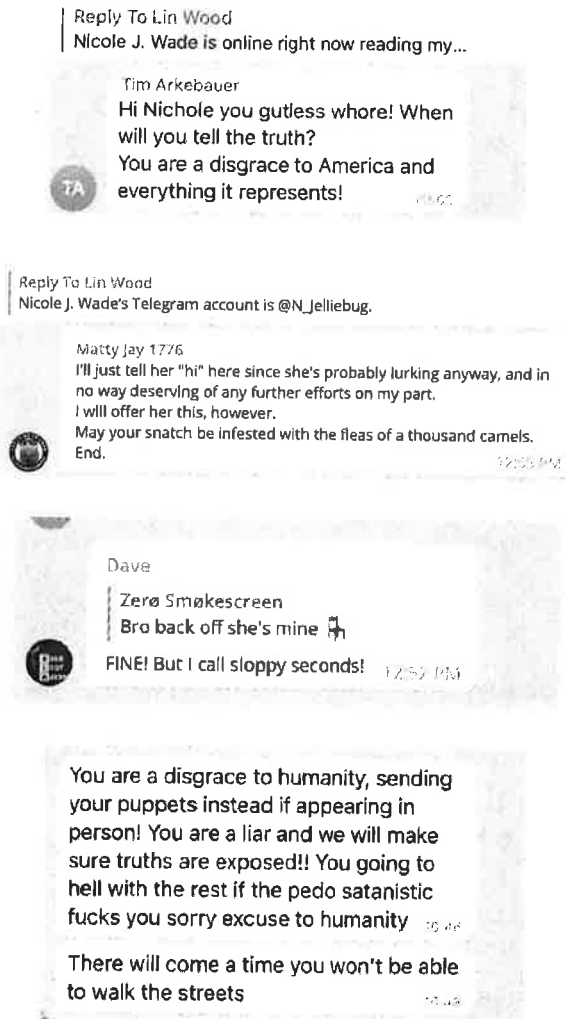 Reply To Lin Wood
Nicole J. Wade is online right now reading my...
Tim Arkebauer
Hi Nichole you gutless whore! When
will you tell the truth?
You are a disgrace to America and
everything it represents!
TA
Reply To Lin Wood
Nicole J. Wade's Telegram account is @N_Jelliebug.
Matty Jay 1776
I'll just tell her "hi" here since she's probably lurking anyway, and in
no way deserving of any further efforts on my part.
I will offer her this, however.
May your snatch be infested with the fleas of a thousand camels.
End.
Dave
Zerø Smøkescreen
Bro back off she's mine
FINE! But I call sloppy seconds! 12:52 PM
You are a disgrace to humanity, sending
your puppets instead if appearing in
person! You are a liar and we will make
sure truths are exposed!! You going to
hell with the rest if the pedo satanistic
fucks you sorry excuse to humanity
There will come a time you won't be able
to walk the streets